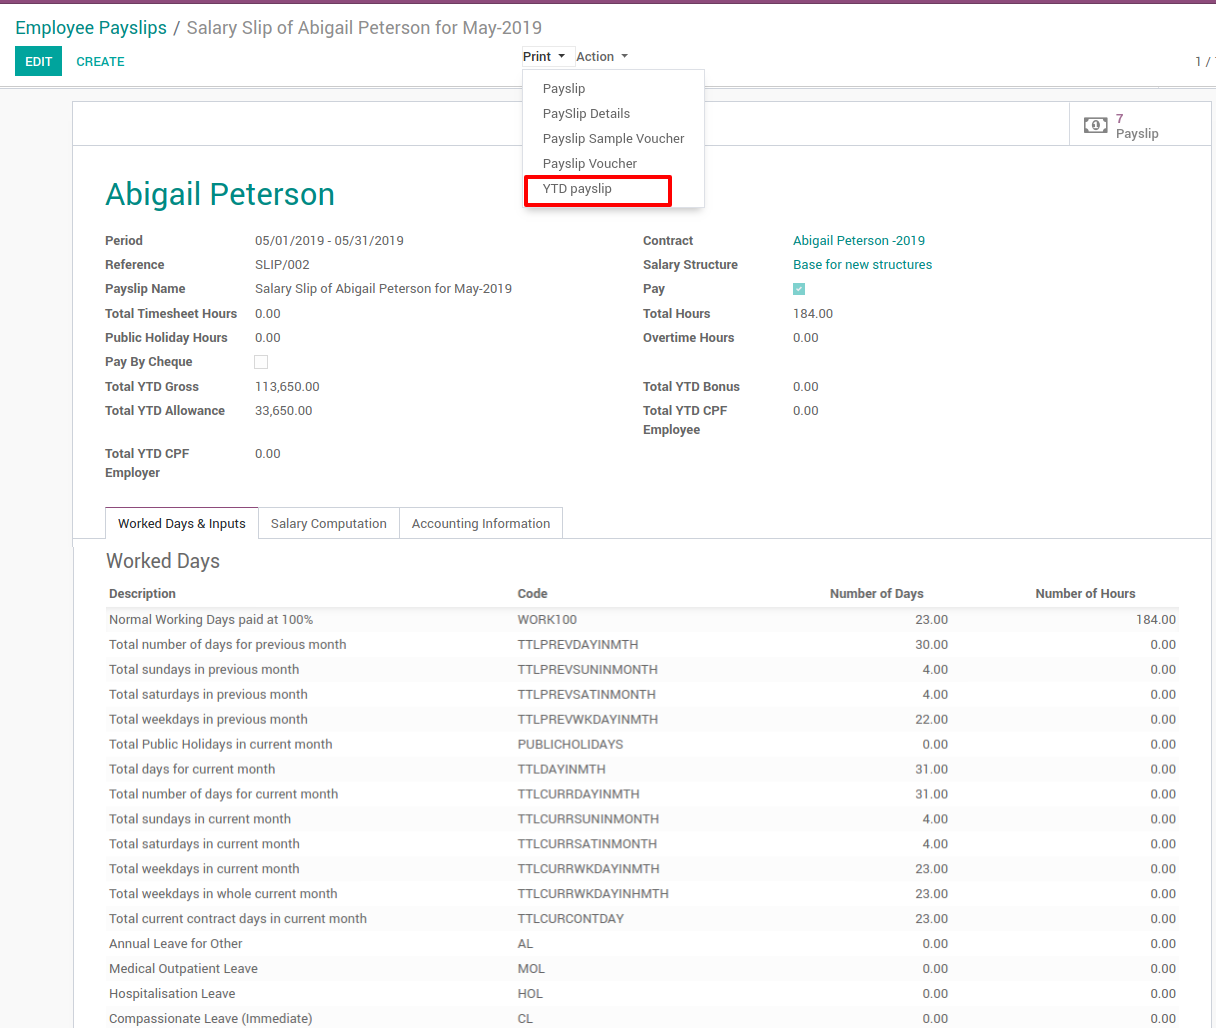 Employee Payslips / Salary Slip of Abigail Peterson for May-2019
EDIT CREATE Print Action 1 /
Payslip
PaySlip Details
Payslip Sample Voucher
Payslip Voucher
YTD payslip
7
Payslip
Abigail Peterson
Period 05/01/2019 - 05/31/2019 Contract Abigail Peterson -2019
Reference SLIP/002 Salary Structure Base for new structures
Payslip Name Salary Slip of Abigail Peterson for May-2019 Pay
Total Timesheet Hours 0.00 Total Hours 184.00
Public Holiday Hours 0.00 Overtime Hours 0.00
Pay By Cheque
Total YTD Gross 113,650.00 Total YTD Bonus 0.00
Total YTD Allowance 33,650.00 Total YTD CPF 0.00
Employee
Total YTD CPF 0.00
Employer
Worked Days & Inputs Salary Computation Accounting Information
Worked Days
Description Code Number of Days Number of Hours
Normal Working Days paid at 100% WORK100 23.00 184.00
Total number of days for previous month TTLPREVDAYINMTH 30.00 0.00
Total sundays in previous month TTLPREVSUNINMONTH 4.00 0.00
Total saturdays in previous month TTLPREVSATINMONTH 4.00 0.00
Total weekdays in previous month TTLPREVWKDAYINMTH 22.00 0.00
Total Public Holidays in current month PUBLICHOLIDAYS 0.00 0.00
Total days for current month TTLDAYINMTH 31.00 0.00
Total number of days for current month TTLCURRDAYINMTH 31.00 0.00
Total sundays in current month TTLCURRSUNINMONTH 4.00 0.00
Total saturdays in current month TTLCURRSATINMONTH 4.00 0.00
Total weekdays in current month TTLCURRWKDAYINMTH 23.00 0.00
Total weekdays in whole current month TTLCURRWKDAYINHMTH 23.00 0.00
Total current contract days in current month TTLCURCONTDAY 23.00 0.00
Annual Leave for Other AL 0.00 0.00
Medical Outpatient Leave MOL 0.00 0.00
Hospitalisation Leave HOL 0.00 0.00
Compassionate Leave (Immediate) CL 0.00 0.00